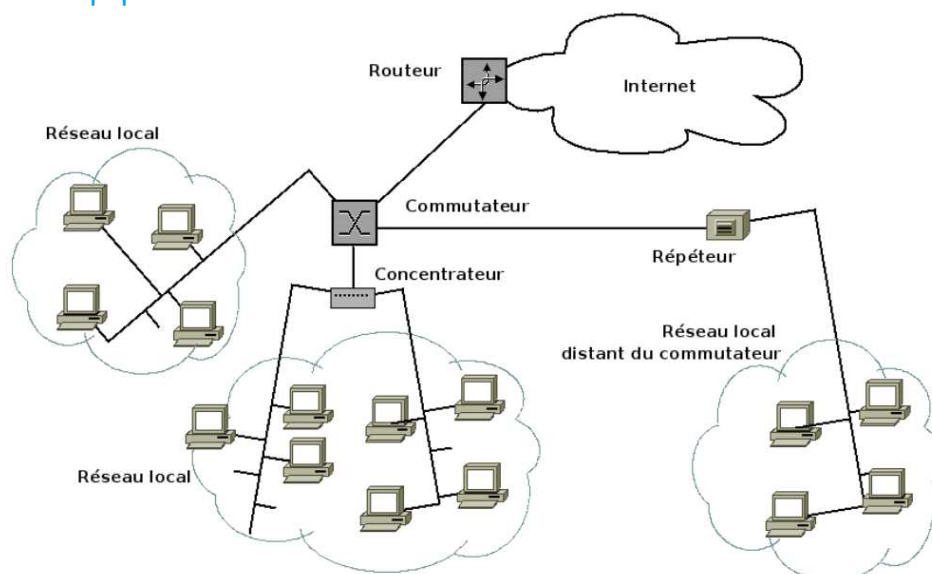 Routeur
Internet
Réseau local
Commutateur
Répéteur
Concentrateur
Réseau local
distant du commutateur
Réseau local